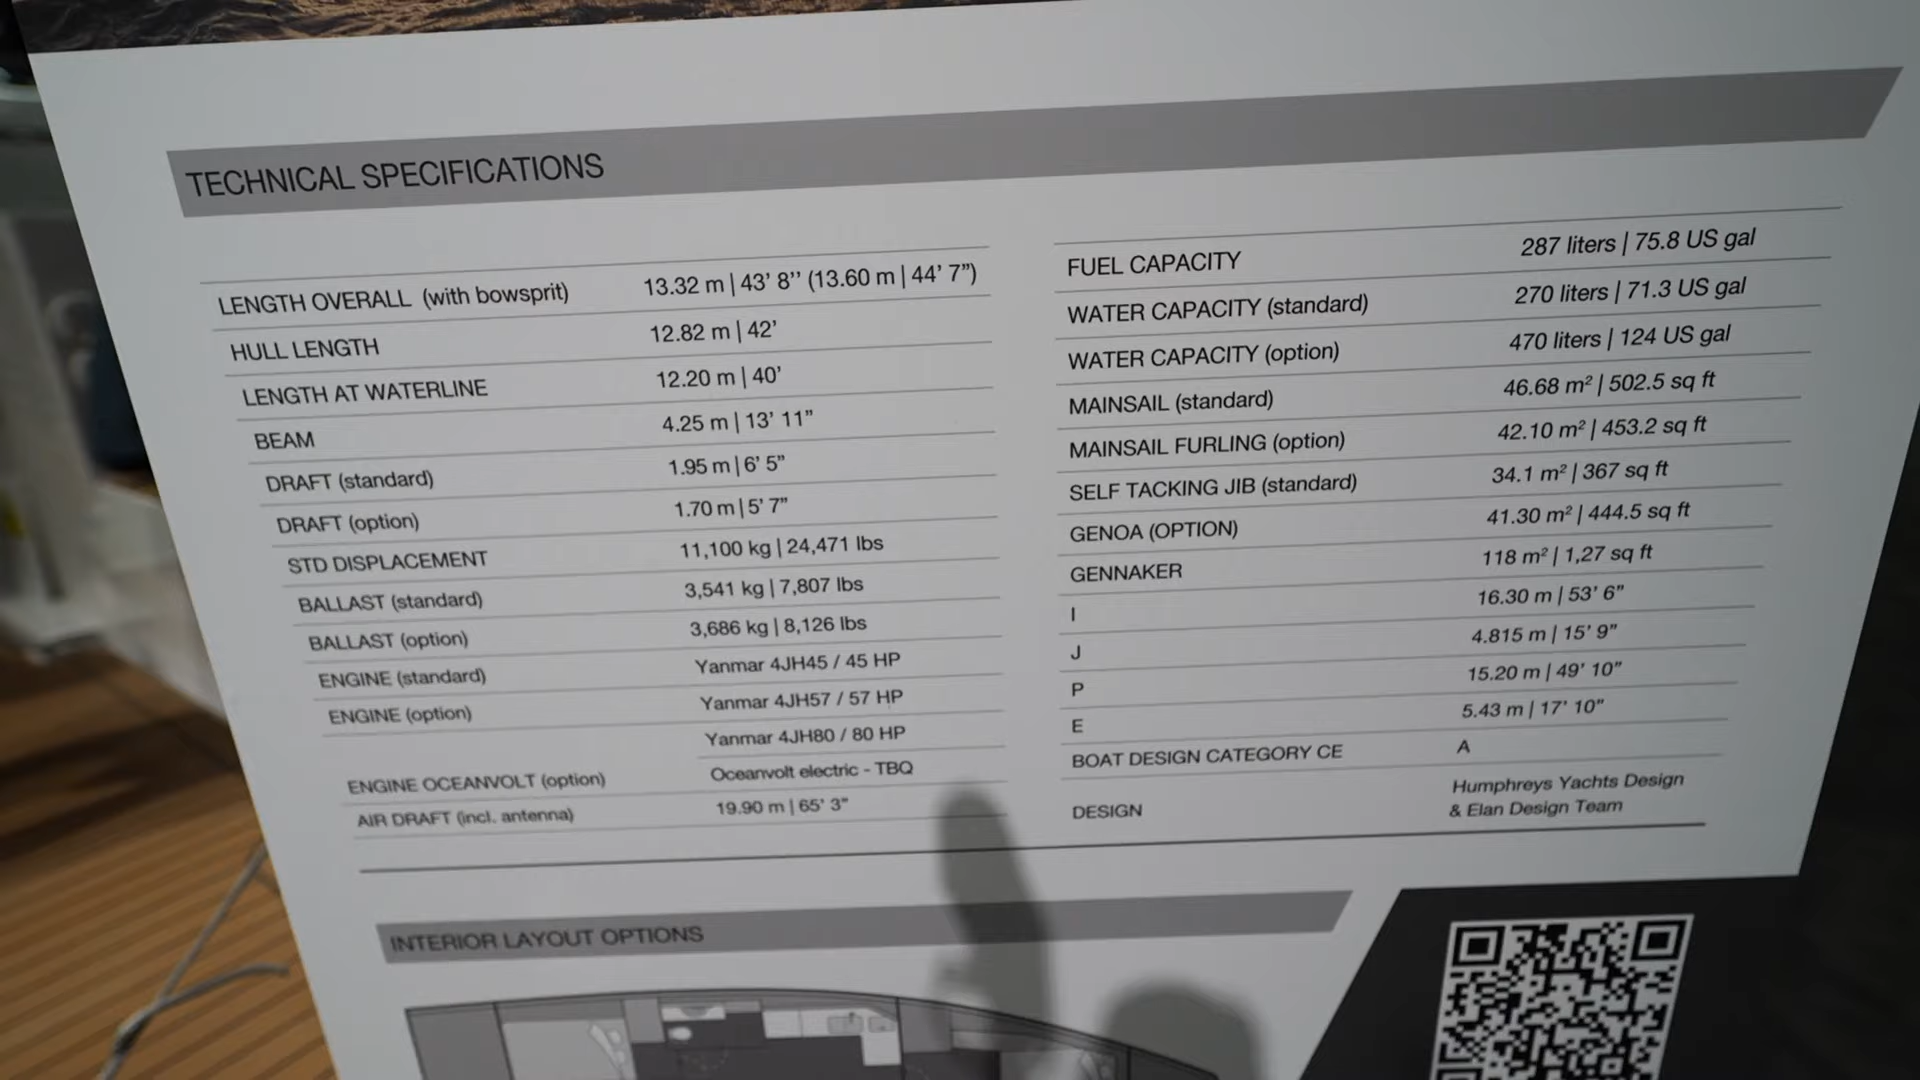 TECHNICAL SPECIFICATIONS
LENGTH OVERALL (with bowsprit) 13.32 m | 43' 8'' (13.60 m | 44' 7")
HULL LENGTH 12.82 m | 42'
LENGTH AT WATERLINE 12.20 m | 40'
BEAM 4.25 m | 13' 11"
DRAFT (standard) 1.95 m | 6' 5"
DRAFT (option) 1.70 m | 5' 7"
STD DISPLACEMENT 11,100 kg | 24,471 lbs
BALLAST (standard) 3,541 kg | 7,807 lbs
BALLAST (option) 3,686 kg | 8,126 lbs
ENGINE (standard) Yanmar 4JH45 / 45 HP
ENGINE (option) Yanmar 4JH57 / 57 HP
Yanmar 4JH80 / 80 HP
ENGINE OCEANVOLT (option) Oceanvolt electric - TBQ
AIR DRAFT (incl. antenna) 19.90 m | 65' 3"
FUEL CAPACITY 287 liters | 75.8 US gal
WATER CAPACITY (standard) 270 liters | 71.3 US gal
WATER CAPACITY (option) 470 liters | 124 US gal
MAINSAIL (standard) 46.68 m² | 502.5 sq ft
MAINSAIL FURLING (option) 42.10 m² | 453.2 sq ft
SELF TACKING JIB (standard) 34.1 m² | 367 sq ft
GENOA (OPTION) 41.30 m² | 444.5 sq ft
GENNAKER 118 m² | 1,27 sq ft
I 16.30 m | 53' 6"
J 4.815 m | 15' 9"
P 15.20 m | 49' 10"
E 5.43 m | 17' 10"
BOAT DESIGN CATEGORY CE A
DESIGN Humphreys Yachts Design
& Elan Design Team
INTERIOR LAYOUT OPTIONS